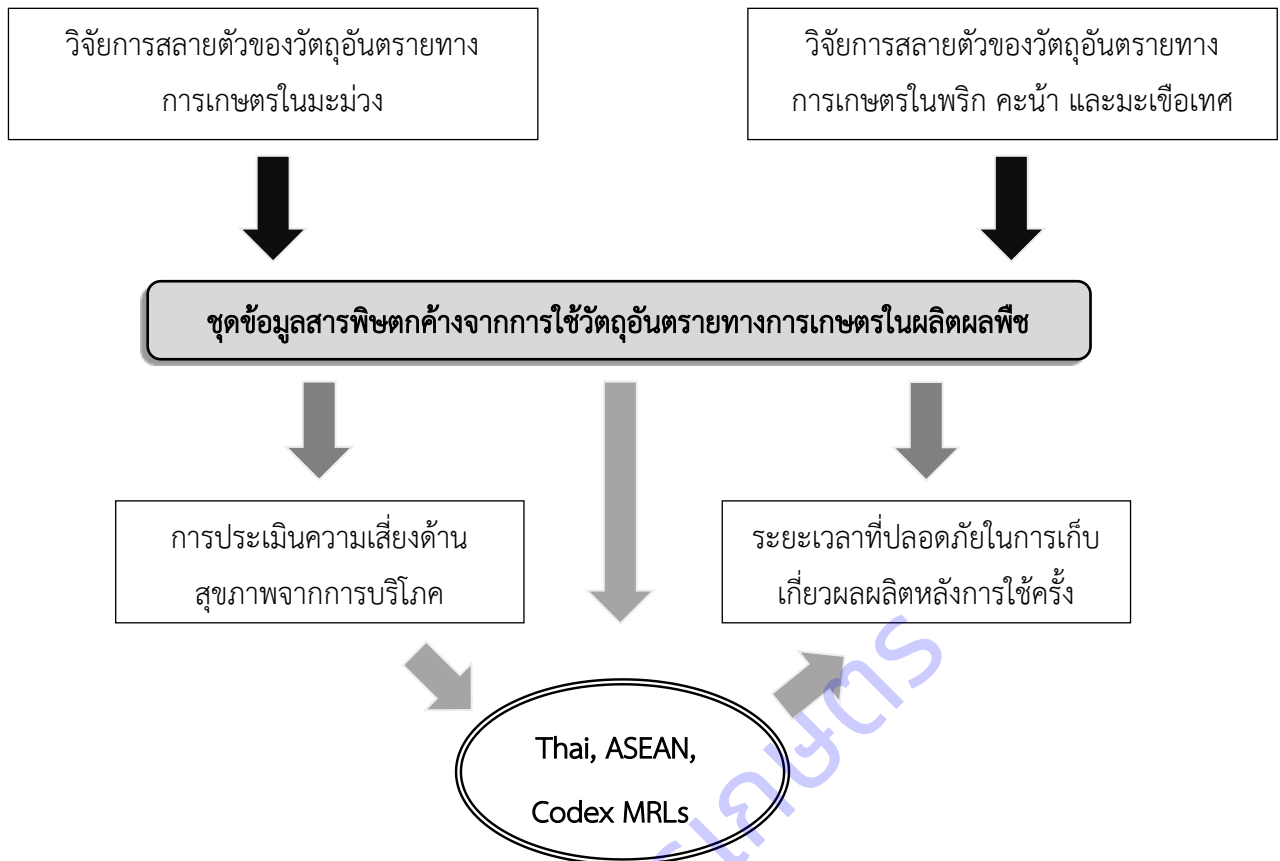 วิจัยการสลายตัวของวัตถุอันตรายทาง
การเกษตรในมะม่วง
วิจัยการสลายตัวของวัตถุอันตรายทาง
การเกษตรในพริก คะน้า และมะเขือเทศ
ชุดข้อมูลสารพิษตกค้างจากการใช้วัตถุอันตรายทางการเกษตรในผลิตผลพืช
การประเมินความเสี่ยงด้าน
สุขภาพจากการบริโภค
ระยะเวลาที่ปลอดภัยในการเก็บ
เกี่ยวผลผลิตหลังการใช้ครั้ง
Thai, ASEAN,
Codex MRLs